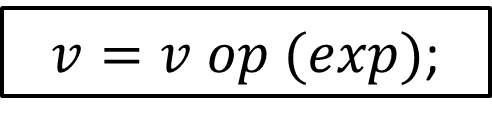 v = v op (exp);